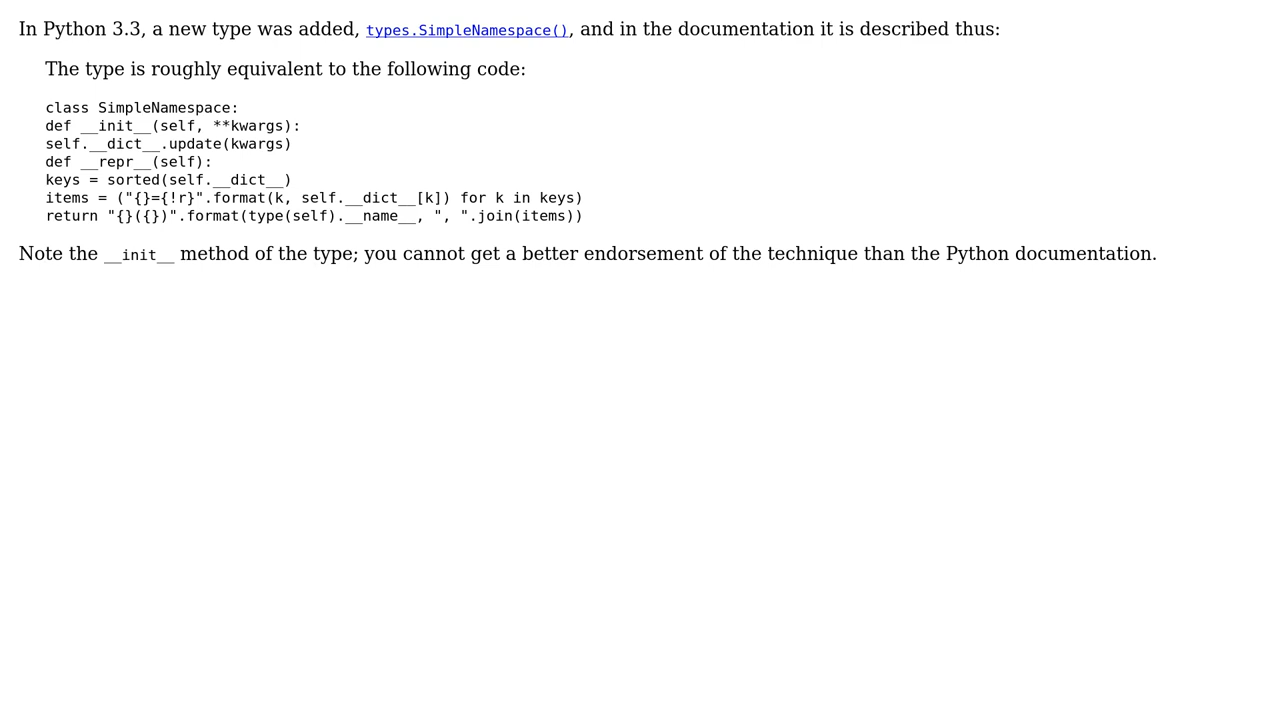 In Python 3.3, a new type was added, types.SimpleNamespace(), and in the documentation it is described thus:
The type is roughly equivalent to the following code:
class SimpleNamespace:
def __init__(self, **kwargs):
self.__dict__.update(kwargs)
def __repr__(self):
keys = sorted(self.__dict__)
items = ("{}={!r}".format(k, self.__dict__[k]) for k in keys)
return "{}({})".format(type(self).__name__, ", ".join(items))
Note the __init__ method of the type; you cannot get a better endorsement of the technique than the Python documentation.